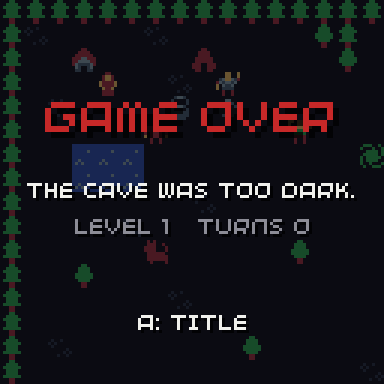 GAME OVER
THE CAVE WAS TOO DARK.
LEVEL 1 TURNS 0
A: TITLE